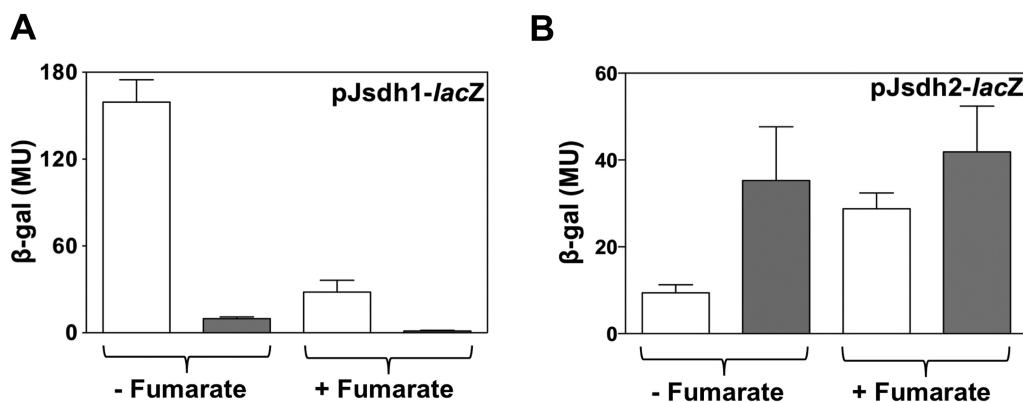 A
180
120
60
0
β-gal (MU)
pJsdh1-lacZ
- Fumarate + Fumarate
B
60
40
20
0
β-gal (MU)
pJsdh2-lacZ
- Fumarate + Fumarate